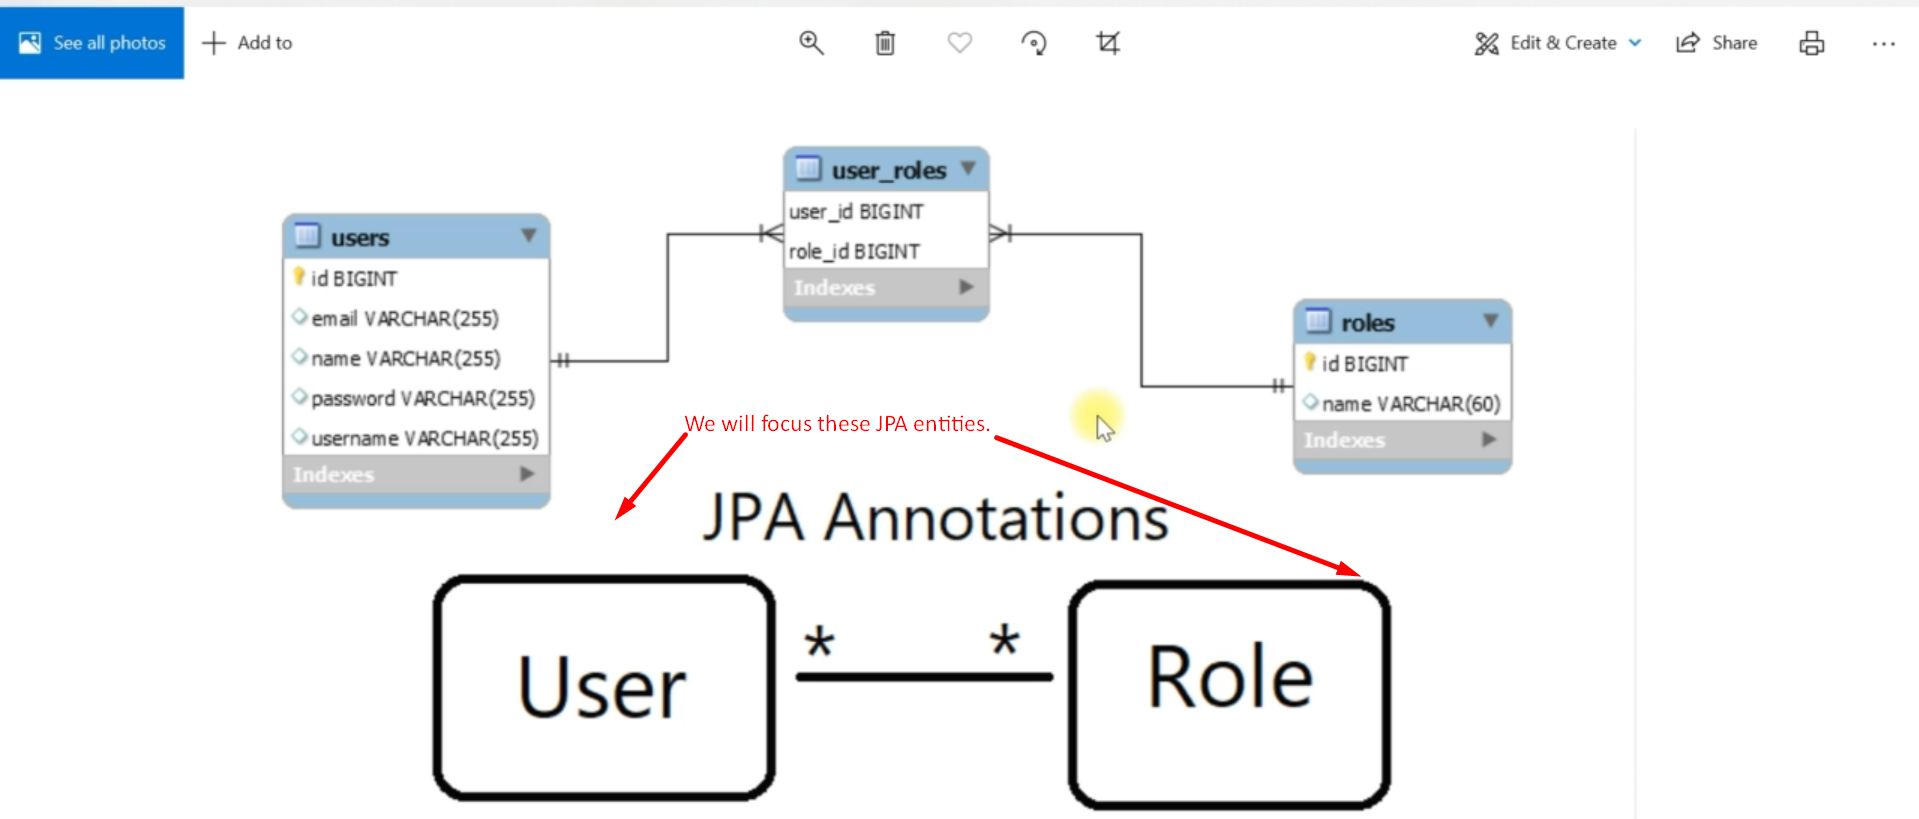 See all photos
Add to
Edit & Create
Share
user_roles
user_id BIGINT
role_id BIGINT
Indexes
users
id BIGINT
email VARCHAR(255)
name VARCHAR(255)
password VARCHAR(255)
username VARCHAR(255)
Indexes
roles
id BIGINT
name VARCHAR(60)
Indexes
We will focus these JPA entities.
JPA Annotations
User
* *
Role